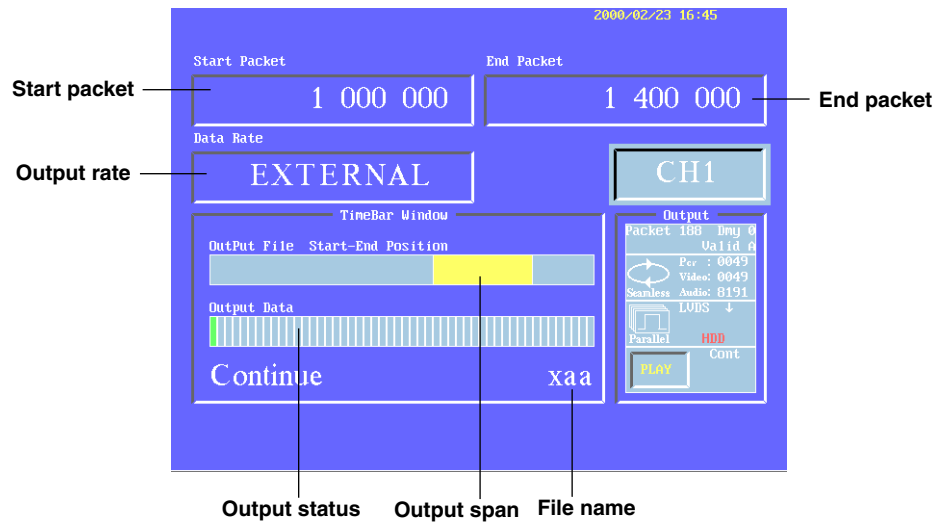 2000/02/23 16:45
Start Packet
End Packet
Start packet
1 000 000
1 400 000
End packet
Data Rate
Output rate
EXTERNAL
CH1
TimeBar Window
OutPut File Start-End Position
Output Data
Continue
xaa
Output
Packet 188 Dmy 0
Valid A
Pcr : 0049
Video: 0049
Seamless Audio: 8191
LVDS ↓
Parallel HDD
Cont
PLAY
Output status
Output span
File name